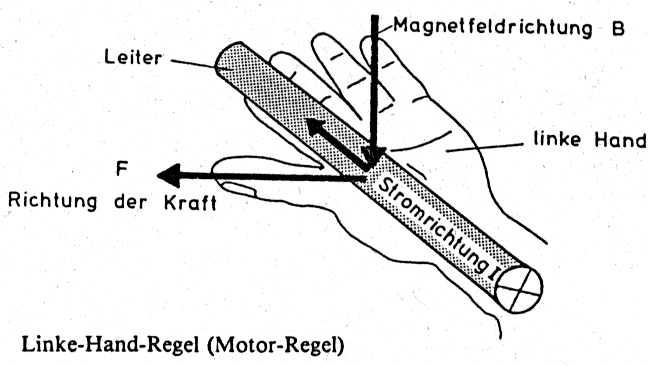 Magnetfeldrichtung B
Leiter
linke Hand
F
Richtung der Kraft
Stromrichtung I
Linke-Hand-Regel (Motor-Regel)